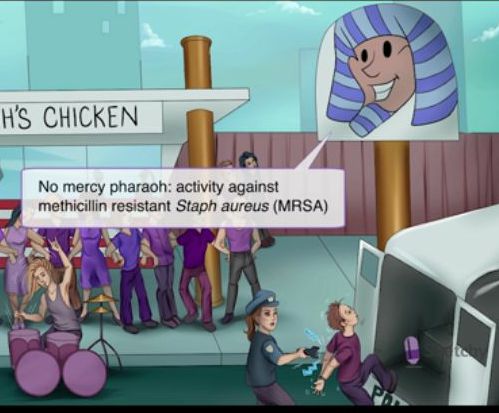 H'S CHICKEN
No mercy pharaoh: activity against
methicillin resistant Staph aureus (MRSA)